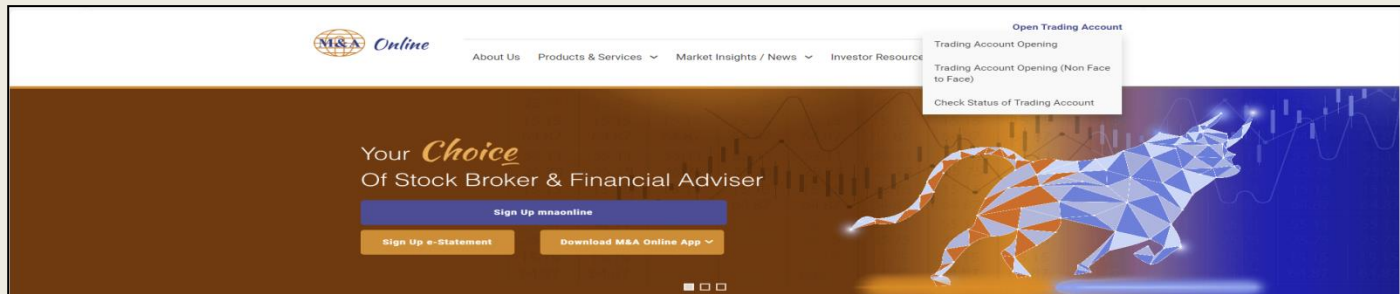 Open Trading Account
M&A Online
About Us Products & Services Market Insights / News Investor Resource
Trading Account Opening
Trading Account Opening (Non Face
to Face)
Check Status of Trading Account
Your Choice
Of Stock Broker & Financial Adviser
Sign Up mnaonline
Sign Up e-Statement Download M&A Online App